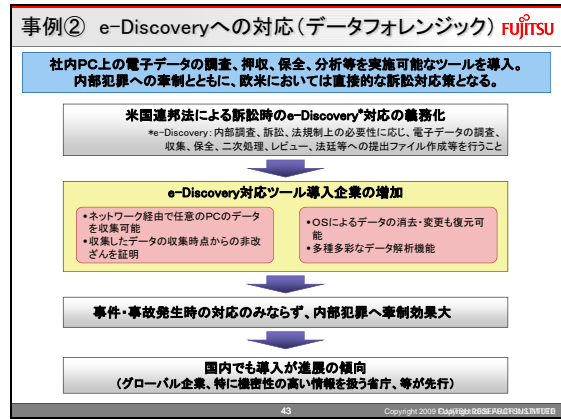 事例② e-Discoveryへの対応(データフォレンジック)
FUJITSU
社内PC上の電子データの調査、押収、保全、分析等を実施可能なツールを導入。
内部犯罪への牽制とともに、欧米においては直接的な訴訟対応策となる。
米国連邦法による訴訟時のe-Discovery*対応の義務化
*e-Discovery:内部調査、訴訟、法規制上の必要性に応じ、電子データの調査、
収集、保全、二次処理、レビュー、法廷等への提出ファイル作成等を行うこと
e-Discovery対応ツール導入企業の増加
•ネットワーク経由で任意のPCのデータ
を収集可能
•収集したデータの収集時点からの非改
ざんを証明
•OSによるデータの消去・変更も復元可
能
•多種多彩なデータ解析機能
事件・事故発生時の対応のみならず、内部犯罪へ牽制効果大
国内でも導入が進展の傾向
(グローバル企業、特に機密性の高い情報を扱う省庁、等が先行)
43
Copyright 2009